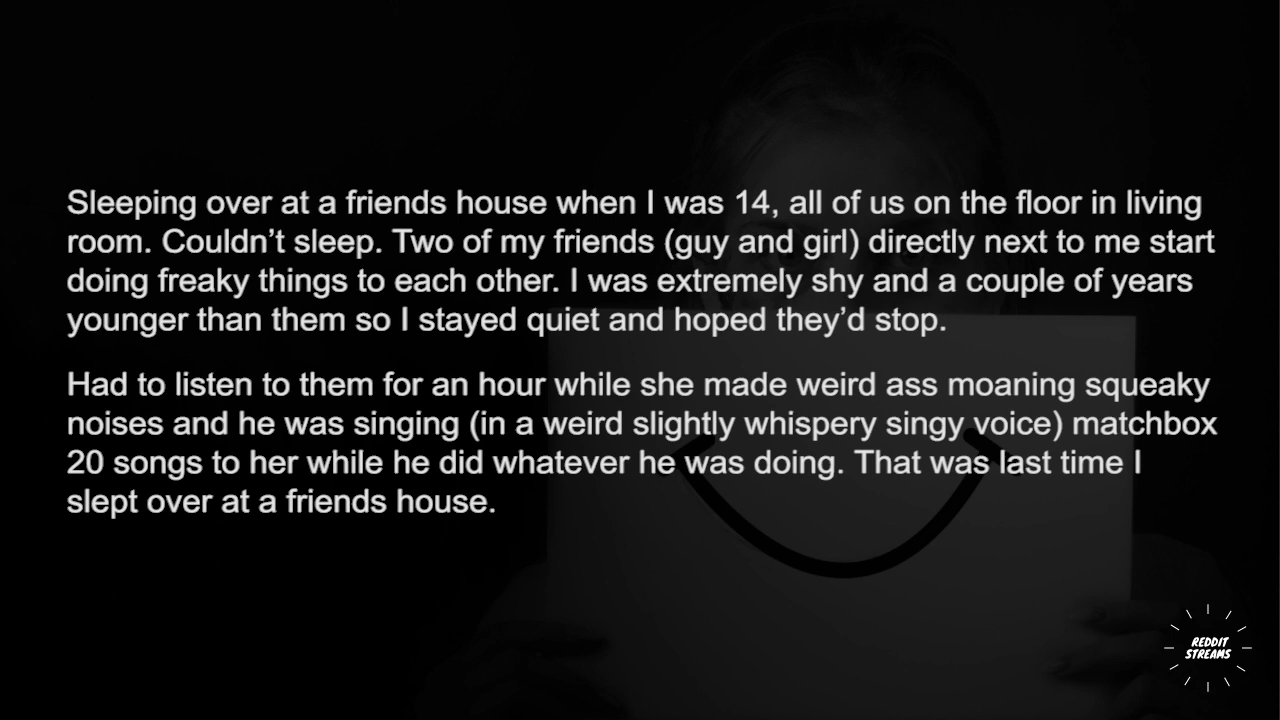 Sleeping over at a friends house when I was 14, all of us on the floor in living
room. Couldn’t sleep. Two of my friends (guy and girl) directly next to me start
doing freaky things to each other. I was extremely shy and a couple of years
younger than them so I stayed quiet and hoped they’d stop.
Had to listen to them for an hour while she made weird ass moaning squeaky
noises and he was singing (in a weird slightly whispery singy voice) matchbox
20 songs to her while he did whatever he was doing. That was last time I
slept over at a friends house.
REDDIT
STREAMS